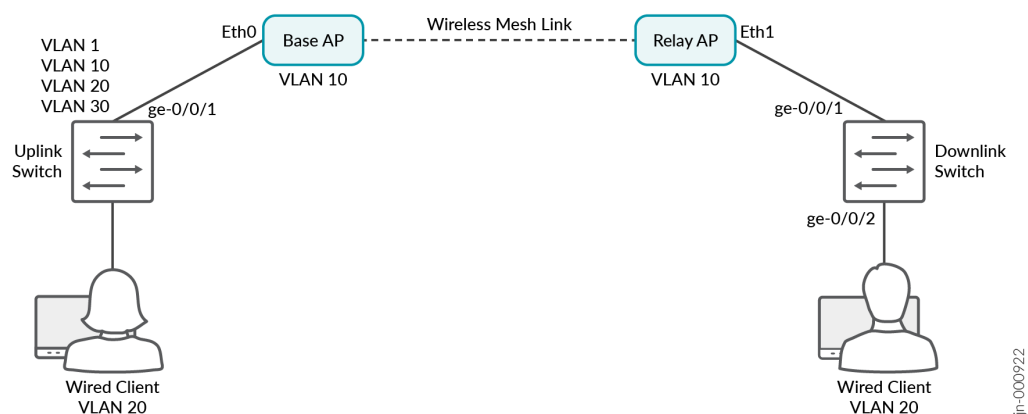 Wireless Mesh Link
Eth0
Base AP
Relay AP
Eth1
VLAN 1
VLAN 10
VLAN 20
VLAN 30
VLAN 10
VLAN 10
ge-0/0/1
ge-0/0/1
Uplink
Switch
Downlink
Switch
ge-0/0/2
Wired Client
VLAN 20
Wired Client
VLAN 20
jn-000922